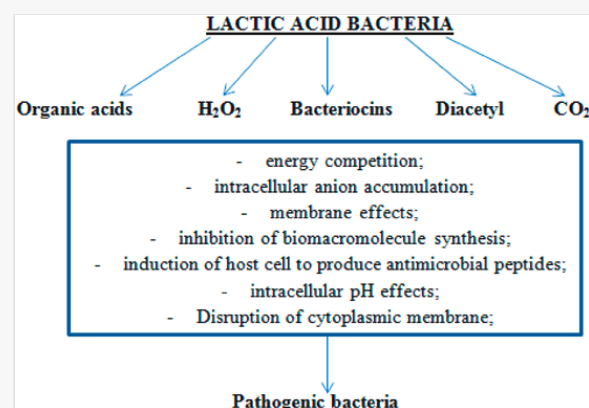 LACTIC ACID BACTERIA
Organic acids H₂O₂ Bacteriocins Diacetyl CO₂
- energy competition;
- intracellular anion accumulation;
- membrane effects;
- inhibition of biomacromolecule synthesis;
- induction of host cell to produce antimicrobial peptides;
- intracellular pH effects;
- Disruption of cytoplasmic membrane;
Pathogenic bacteria